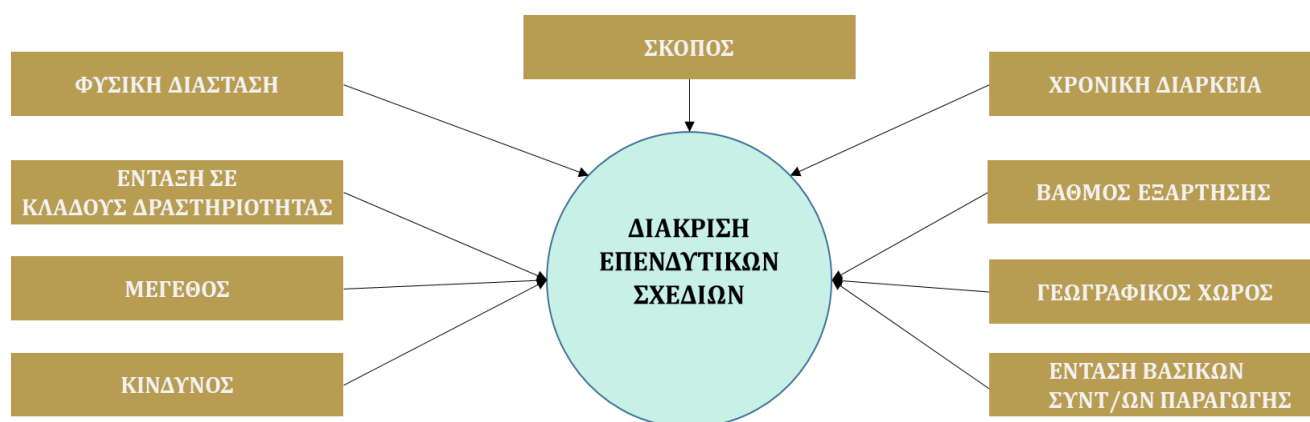 ΣΚΟΠΟΣ
ΦΥΣΙΚΗ ΔΙΑΣΤΑΣΗ
ΧΡΟΝΙΚΗ ΔΙΑΡΚΕΙΑ
ΕΝΤΑΞΗ ΣΕ
ΚΛΑΔΟΥΣ ΔΡΑΣΤΗΡΙΟΤΗΤΑΣ
ΒΑΘΜΟΣ ΕΞΑΡΤΗΣΗΣ
ΔΙΑΚΡΙΣΗ
ΕΠΕΝΔΥΤΙΚΩΝ
ΣΧΕΔΙΩΝ
ΜΕΓΕΘΟΣ
ΓΕΩΓΡΑΦΙΚΟΣ ΧΩΡΟΣ
ΚΙΝΔΥΝΟΣ
ΕΝΤΑΣΗ ΒΑΣΙΚΩΝ
ΣΥΝΤ/ΩΝ ΠΑΡΑΓΩΓΗΣ